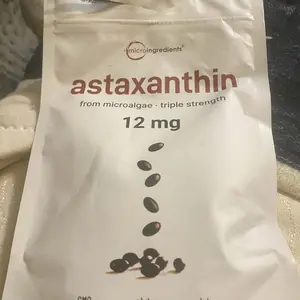 microingredients®
astaxanthin
from microalgae - triple strength
12 mg